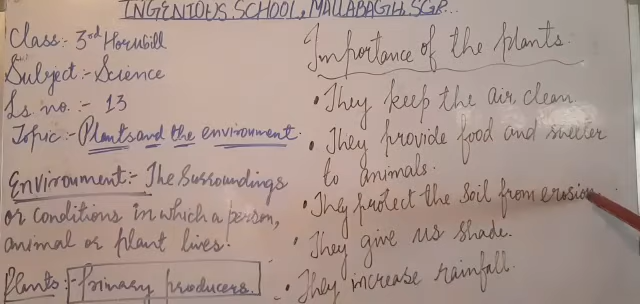 INGENIOUS SCHOOL, MALLABAGH, SGR...
Class:- 3rd Hornbill
Subject:- Science
Ls no. :- 13
Topic:- Plants and the environment.
Environment:- The Surroundings
or conditions in which a person,
animal or plant lives.
Plants:- Primary producers.
Importance of the plants.
• They keep the air clean.
• They provide food and shelter
to animals.
• They protect the soil from erosion
• They give us shade.
• They increase rainfall.